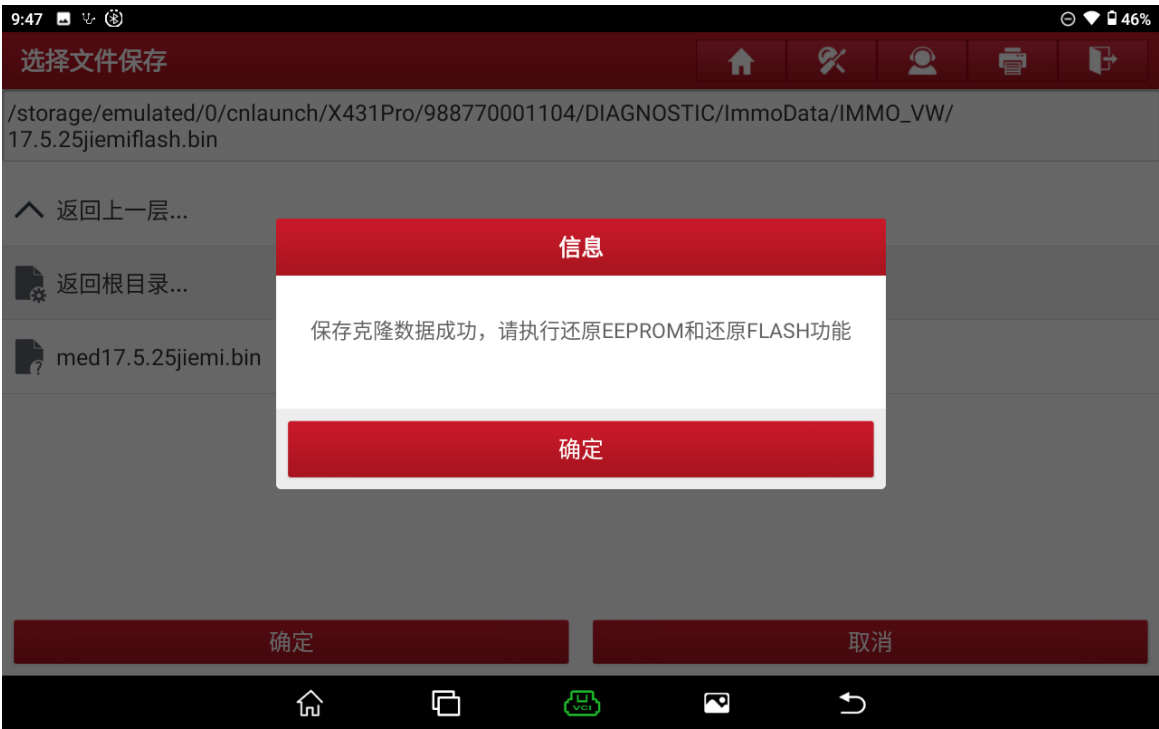 9:47
46%
选择文件保存
/storage/emulated/0/cnlaunch/X431Pro/988770001104/DIAGNOSTIC/ImmoData/IMMO_VW/
17.5.25jiemiflash.bin
返回上一层...
信息
返回根目录...
保存克隆数据成功，请执行还原EEPROM和还原FLASH功能
med17.5.25jiemi.bin
确定
确定
取消
VCI